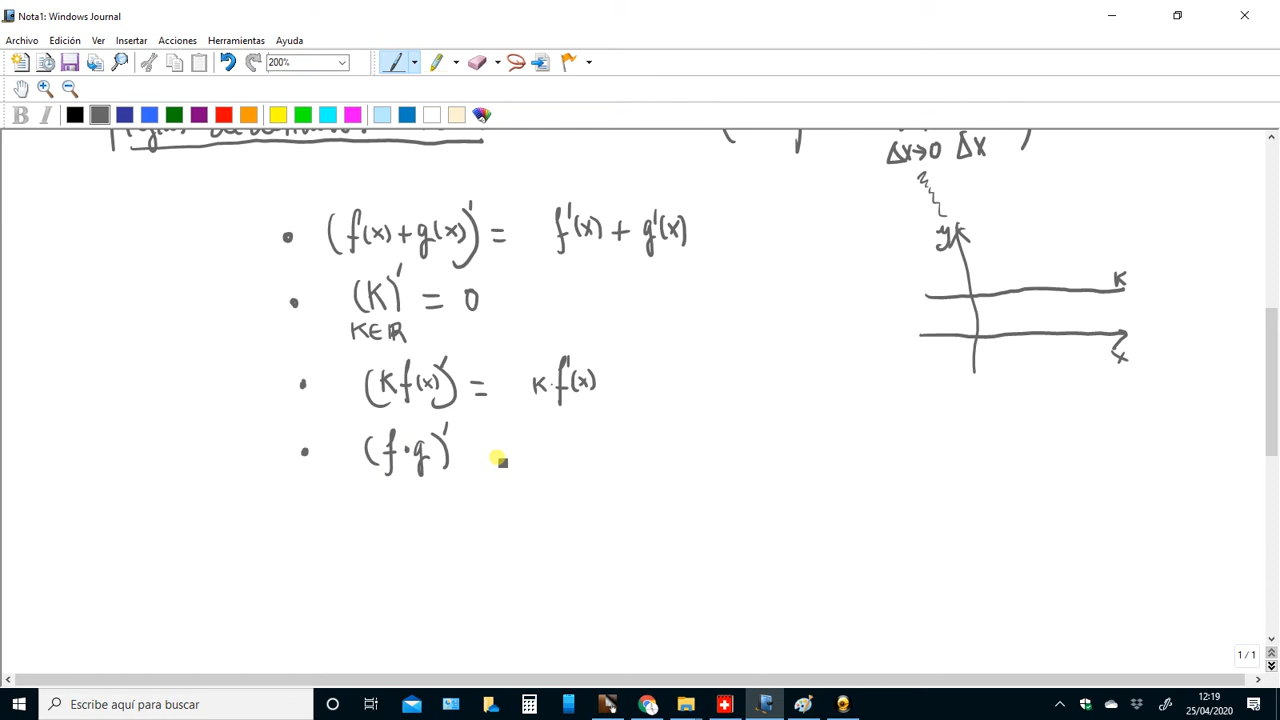 Nota1: Windows Journal
Archivo Edición Ver Insertar Acciones Herramientas Ayuda
200%
B I
Δx→0 Δx
• (f(x)+g(x))' = f'(x) + g'(x)
• (K)' = 0
K∈R
• (Kf(x))' = K·f'(x)
• (f·g)'
y
K
x
1 / 1
Escribe aquí para buscar
12:19
25/04/2020